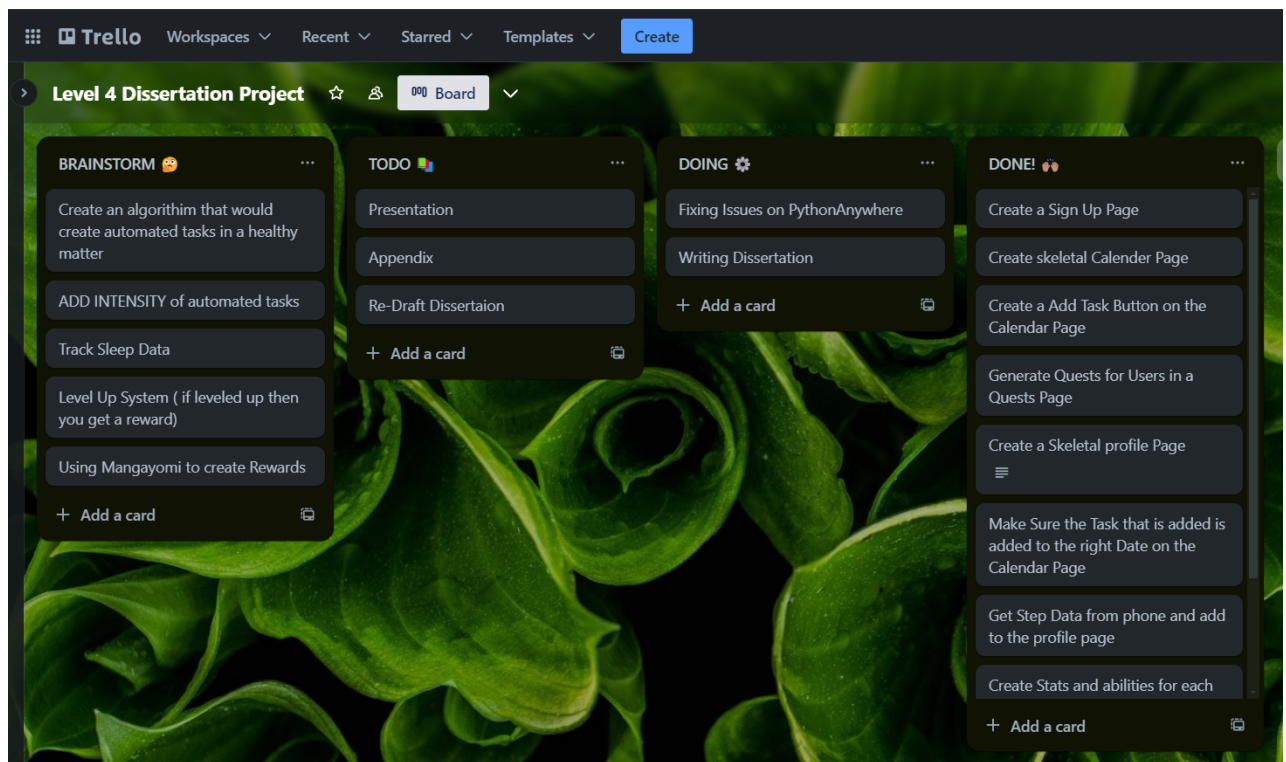 Trello Workspaces Recent Starred Templates Create
Level 4 Dissertation Project Board
BRAINSTORM 🤔
Create an algorithim that would
create automated tasks in a healthy
matter
ADD INTENSITY of automated tasks
Track Sleep Data
Level Up System ( if leveled up then
you get a reward)
Using Mangayomi to create Rewards
+ Add a card
TODO 📚
Presentation
Appendix
Re-Draft Dissertaion
+ Add a card
DOING ⚙️
Fixing Issues on PythonAnywhere
Writing Dissertation
+ Add a card
DONE! 🙌🏽
Create a Sign Up Page
Create skeletal Calender Page
Create a Add Task Button on the
Calendar Page
Generate Quests for Users in a
Quests Page
Create a Skeletal profile Page
Make Sure the Task that is added is
added to the right Date on the
Calendar Page
Get Step Data from phone and add
to the profile page
Create Stats and abilities for each
+ Add a card